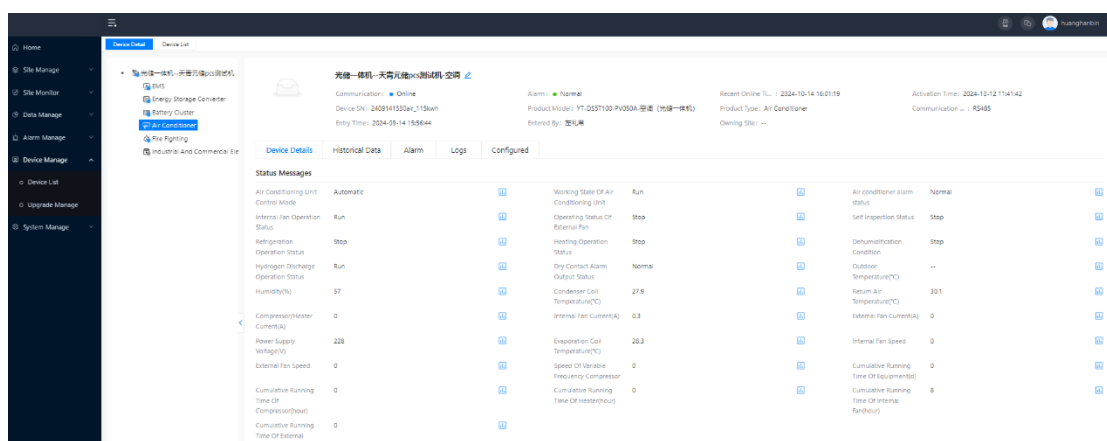 huanghanbin
Home
Device Detail Device List
Site Manage
Site Monitor
Data Manage
Alarm Manage
Device Manage
Device List
Upgrade Manage
System Manage
光储一体机--天青元储pcs测试机
BMS
Energy Storage Converter
Battery Cluster
Air Conditioner
Fire Fighting
Industrial And Commercial Ele
光储一体机--天青元储pcs测试机-空调
Communication: Online Alarm: Normal Recent Online Ti... : 2024-10-14 16:01:19 Activation Time: 2024-10-12 11:41:42
Device SN: 2409141530air_115kwh Product Model: YT-DS5T100-PV050A-空调 (光储一体机) Product Type: Air Conditioner Communication ... : RS485
Entry Time: 2024-09-14 15:56:44 Entered By: Owning Site: --
Device Details Historical Data Alarm Logs Configured
Status Messages
Air Conditioning Unit Control Mode Automatic Working State Of Air Conditioning Unit Run Air conditioner alarm status Normal
Internal Fan Operation Status Run Operating Status Of External Fan Stop Self Inspection Status Stop
Refrigeration Operation Status Stop Heating Operation Status Stop Dehumidification Condition Stop
Hydrogen Discharge Operation Status Run Dry Contact Alarm Output Status Normal Outdoor Temperature(℃) --
Humidity(%) 57 Condenser Coil Temperature(℃) 27.9 Return Air Temperature(℃) 30.1
Compressor/Heater Current(A) 0 Internal Fan Current(A) 0.3 External Fan Current(A) 0
Power Supply Voltage(V) 228 Evaporation Coil Temperature(℃) 28.3 Internal Fan Speed 0
External Fan Speed 0 Speed Of Variable Frequency Compressor 0 Cumulative Running Time Of Equipment(d) 0
Cumulative Running Time Of Compressor(hour) 0 Cumulative Running Time Of Heater(hour) 0 Cumulative Running Time Of Internal Fan(hour) 8
Cumulative Running Time Of External 0